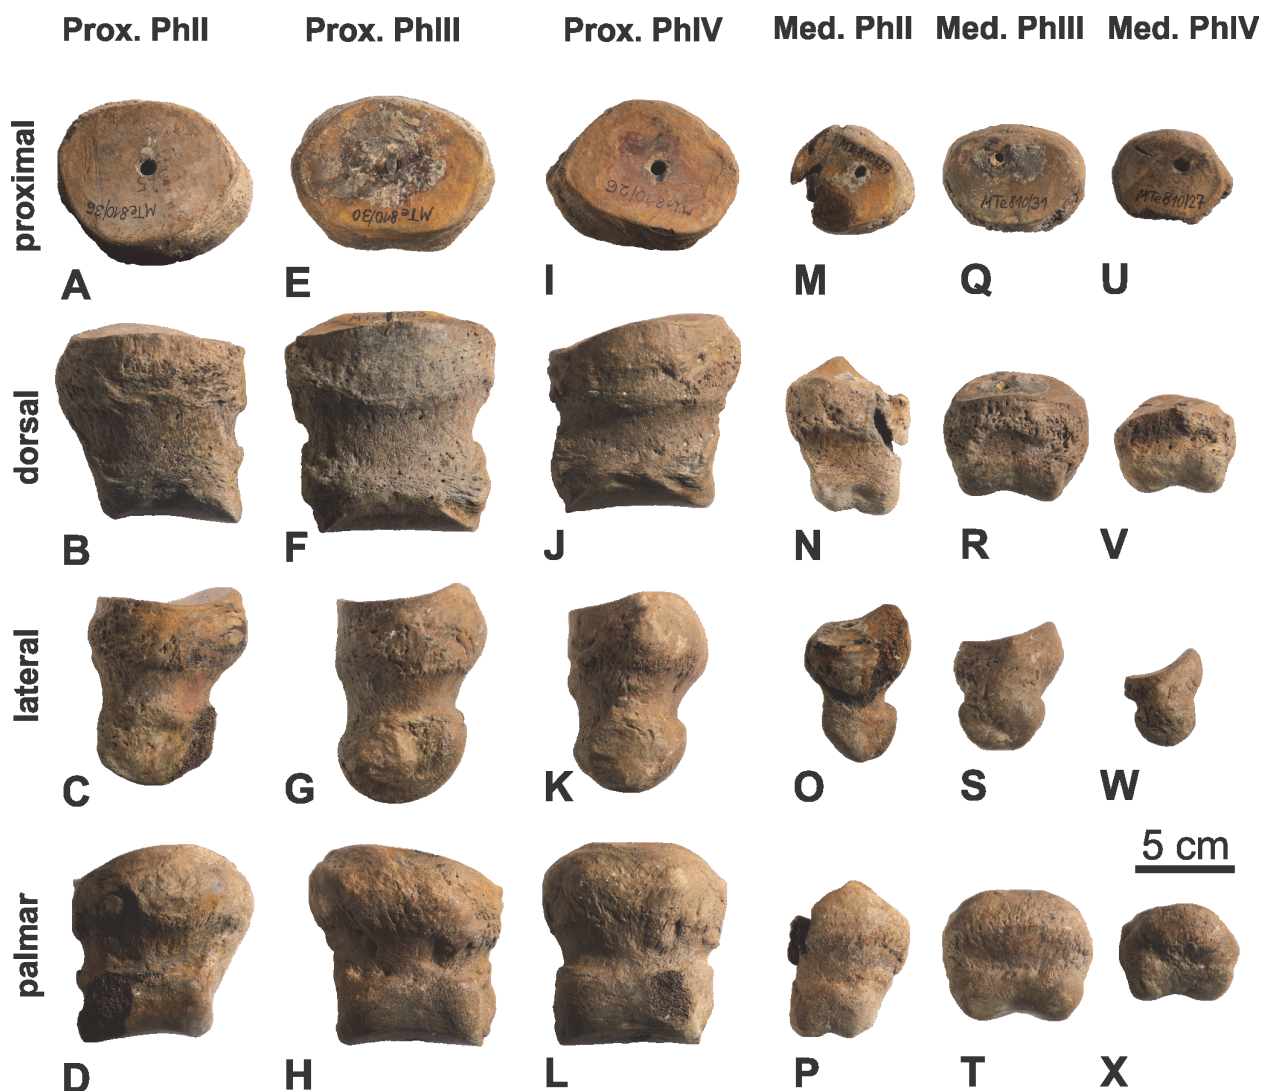 Prox. PhII Prox. PhIII Prox. PhIV Med. PhII Med. PhIII Med. PhIV
proximal
MTe810/36 MTe810/30 MTe810/26 MTe810/31 MTe810/27
A E I M Q U
dorsal
B F J N R V
lateral
C G K O S W
5 cm
palmar
D H L P T X